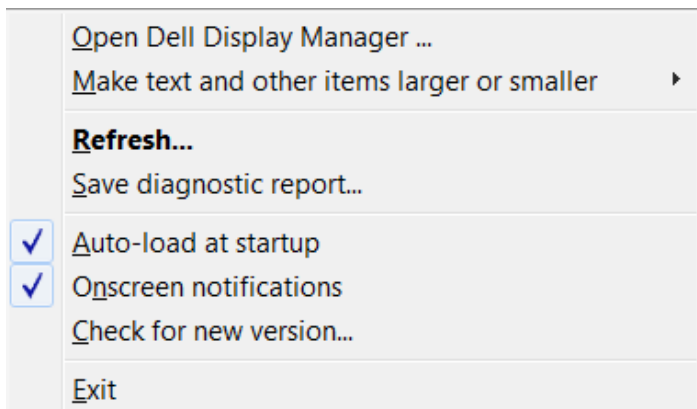 Open Dell Display Manager ...
Make text and other items larger or smaller
Refresh...
Save diagnostic report...
Auto-load at startup
Onscreen notifications
Check for new version...
Exit